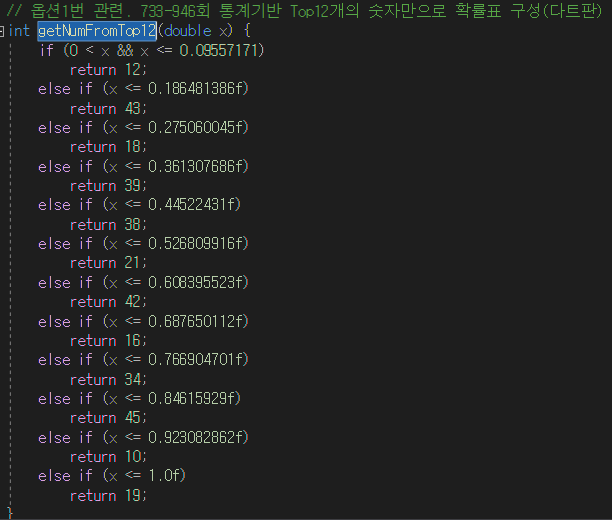 // 옵션1번 관련. 733-946회 통계기반 Top12개의 숫자만으로 확률표 구성(다트판)
int getNumFromTop12(double x) {
if (0 < x && x <= 0.09557171)
return 12;
else if (x <= 0.186481386f)
return 43;
else if (x <= 0.275060045f)
return 18;
else if (x <= 0.361307686f)
return 39;
else if (x <= 0.44522431f)
return 38;
else if (x <= 0.526809916f)
return 21;
else if (x <= 0.608395523f)
return 42;
else if (x <= 0.687650112f)
return 16;
else if (x <= 0.766904701f)
return 34;
else if (x <= 0.84615929f)
return 45;
else if (x <= 0.923082862f)
return 10;
else if (x <= 1.0f)
return 19;
}